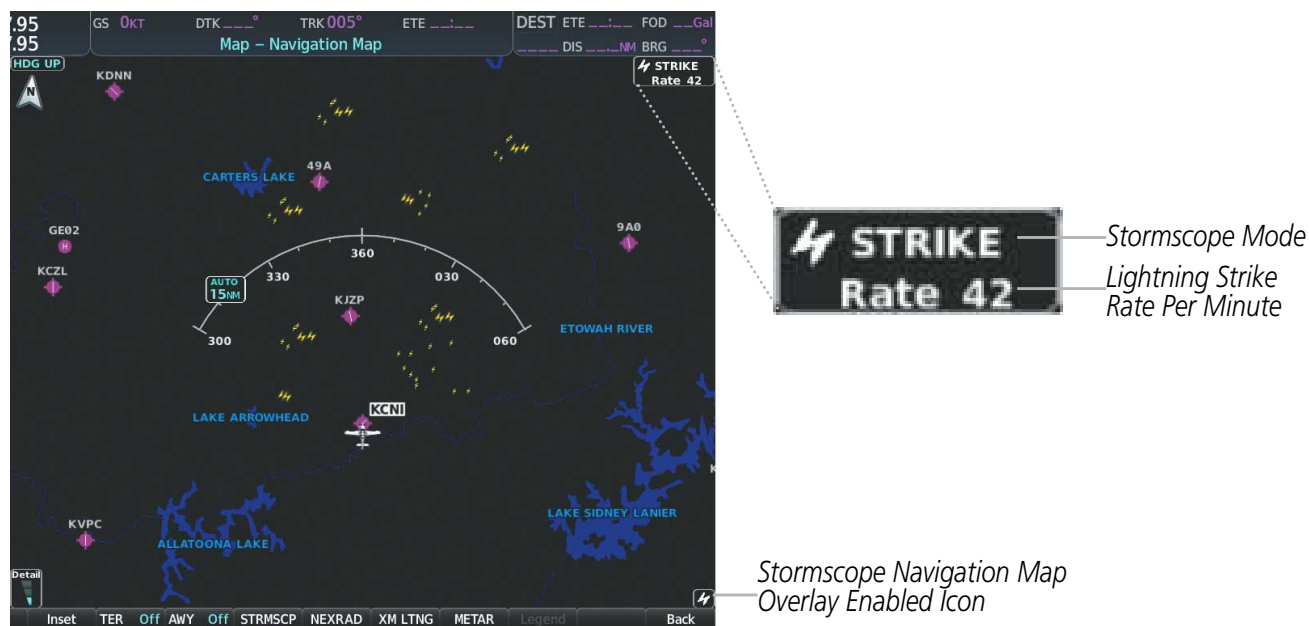 .95
GS 0KT DTK ___° TRK 005° ETE __:__
DEST ETE __:__ FOD __Gal
.95
Map – Navigation Map
____ DIS __._NM BRG ___°
HDG UP
N
STRIKE
Rate 42
KDNN
49A
CARTERS LAKE
GE02
H
9A0
KCZL
360
330
030
AUTO
15NM
KJZP
300
060
ETOWAH RIVER
LAKE ARROWHEAD
KCNI
K
KVPC
LAKE SIDNEY LANIER
ALLATOONA LAKE
Detail
Inset TER Off AWY Off STRMSCP NEXRAD XM LTNG METAR Legend Back
STRIKE
Rate 42
Stormscope Mode
Lightning Strike
Rate Per Minute
Stormscope Navigation Map
Overlay Enabled Icon